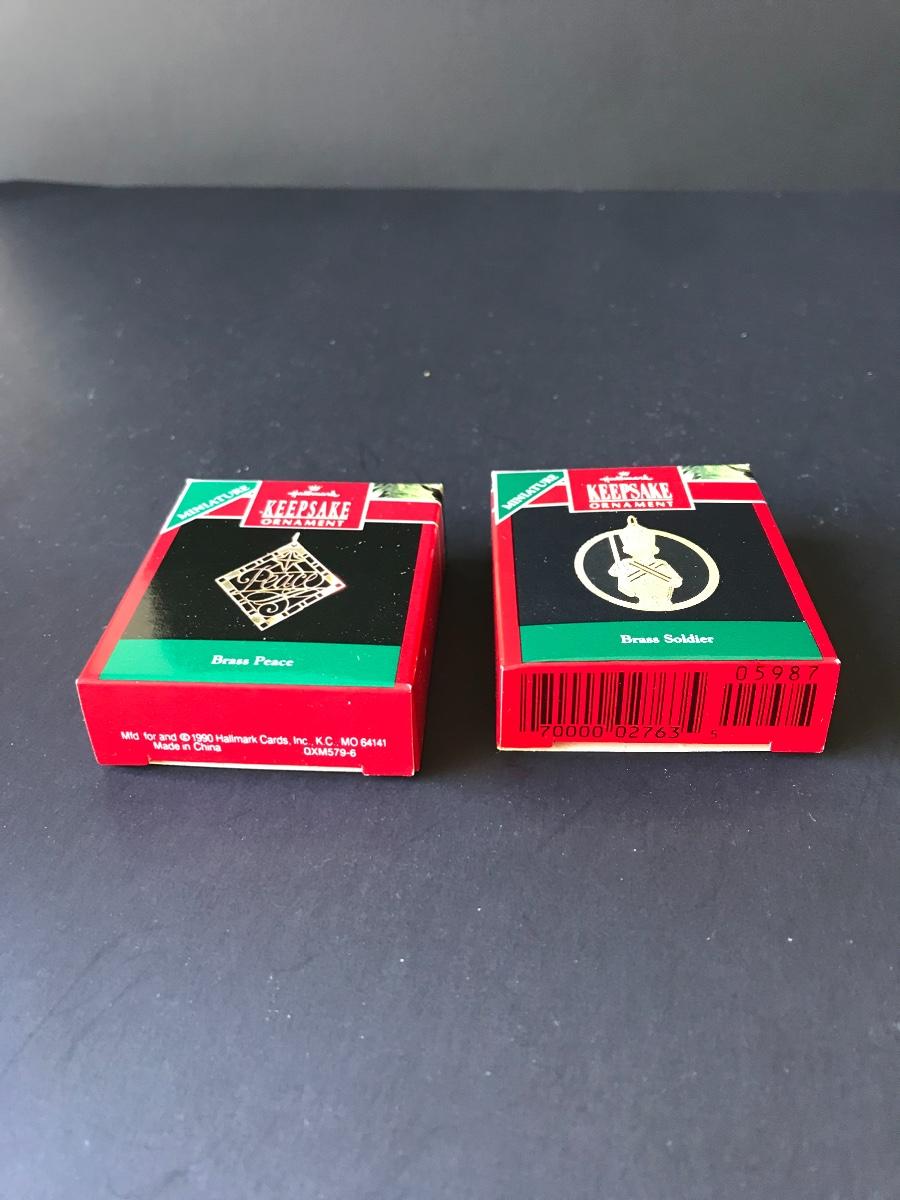 MINIATURE
Hallmark
KEEPSAKE
ORNAMENT
Peace
Brass Peace
Mfd for and © 1990 Hallmark Cards, Inc., K.C., MO 64141
Made in China QXM579-6
MINIATURE
Hallmark
KEEPSAKE
ORNAMENT
Brass Soldier
05987
70000 02763 5